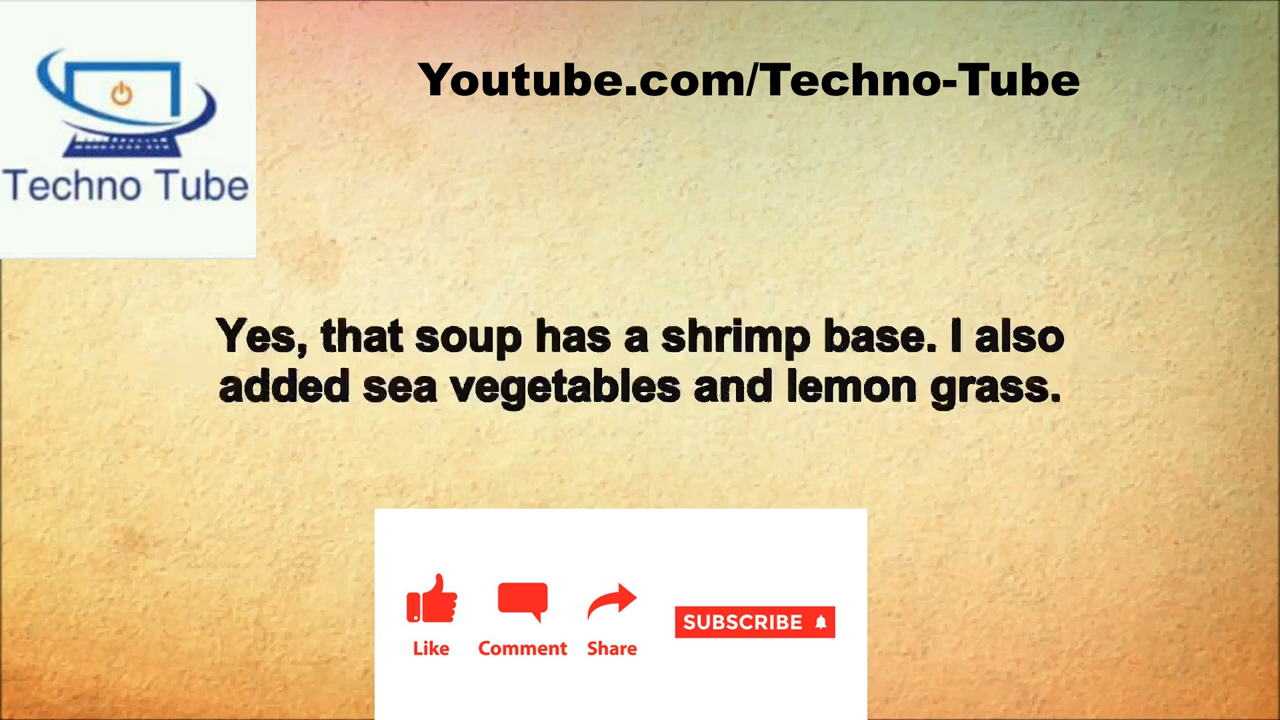 Youtube.com/Techno-Tube
Techno Tube
Yes, that soup has a shrimp base. I also
added sea vegetables and lemon grass.
Like Comment Share SUBSCRIBE